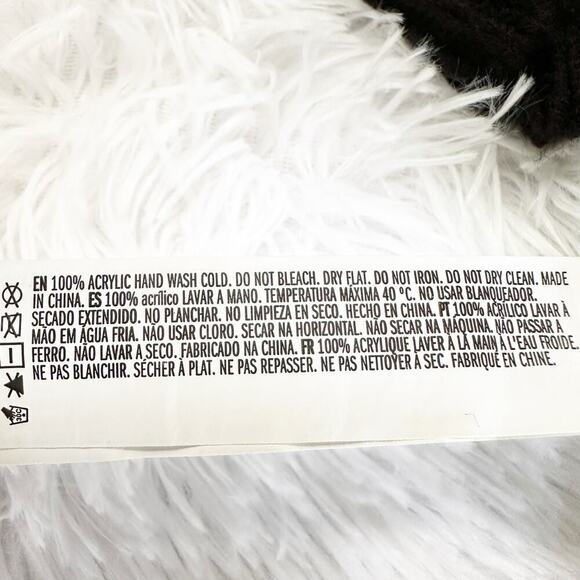 EN 100% ACRYLIC HAND WASH COLD. DO NOT BLEACH. DRY FLAT. DO NOT IRON. DO NOT DRY CLEAN. MADE
IN CHINA. ES 100% acrílico LAVAR A MANO. TEMPERATURA MÁXIMA 40 °C. NO USAR BLANQUEADOR.
SECADO EXTENDIDO. NO PLANCHAR. NO LIMPIEZA EN SECO. HECHO EN CHINA. PT 100% ACRÍLICO LAVAR À
MÃO EM ÁGUA FRIA. NÃO USAR CLORO. SECAR NA HORIZONTAL. NÃO SECAR NA MÁQUINA. NÃO PASSAR A
FERRO. NÃO LAVAR A SECO. FABRICADO NA CHINA. FR 100% ACRYLIQUE LAVER À LA MAIN À L'EAU FROIDE.
NE PAS BLANCHIR. SÉCHER À PLAT. NE PAS REPASSER. NE PAS NETTOYER À SEC. FABRIQUÉ EN CHINE.